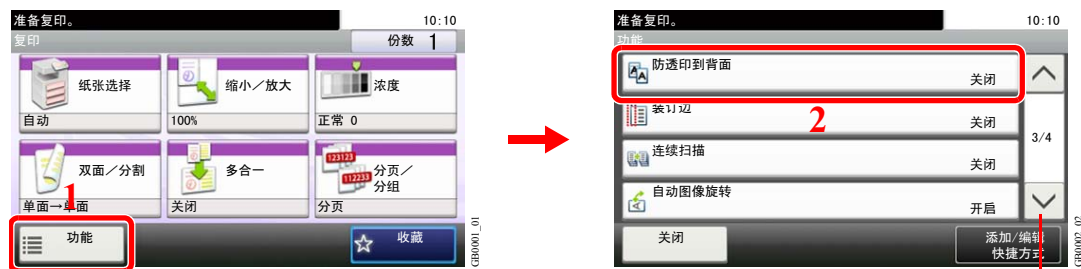 准备复印。 10:10
复印 份数 1
纸张选择
自动
缩小／放大
100%
浓度
正常 0
双面／分割
单面→单面
多合一
关闭
123123
112233
分页／
分组
分页
1
功能
收藏
GB0001_01
准备复印。 10:10
功能
防透印到背面
关闭
装订边
关闭
2
连续扫描
关闭
自动图像旋转
开启
3/4
关闭
添加/编辑
快捷方式
GB0002_02